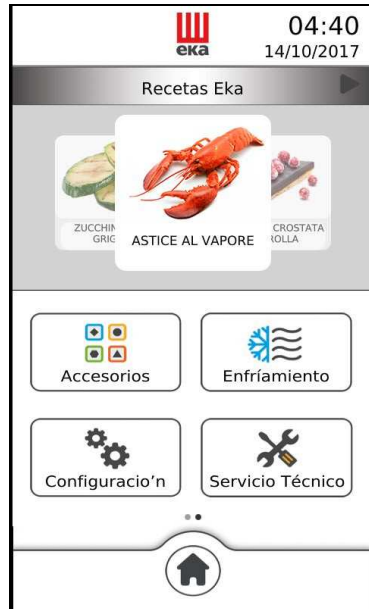 eka
04:40
14/10/2017
Recetas Eka
ZUCCHIN
GRIG
ASTICE AL VAPORE
CROSTATA
ROLLA
Accesorios
Enfríamiento
Configuracio'n
Servicio Técnico